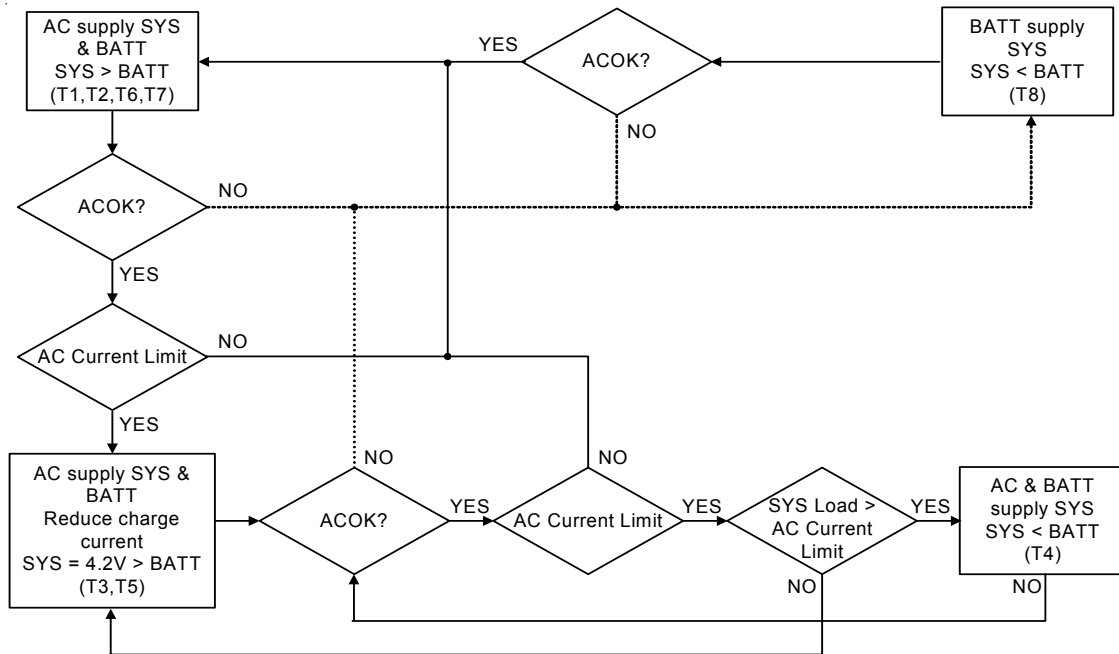 AC supply SYS
& BATT
SYS > BATT
(T1,T2,T6,T7)
YES
ACOK?
NO
BATT supply
SYS
SYS < BATT
(T8)
ACOK?
NO
YES
AC Current Limit
NO
YES
AC supply SYS &
BATT
Reduce charge
current
SYS = 4.2V > BATT
(T3,T5)
NO
ACOK?
YES
NO
AC Current Limit
YES
SYS Load >
AC Current
Limit
YES
NO
AC & BATT
supply SYS
SYS < BATT
(T4)
NO